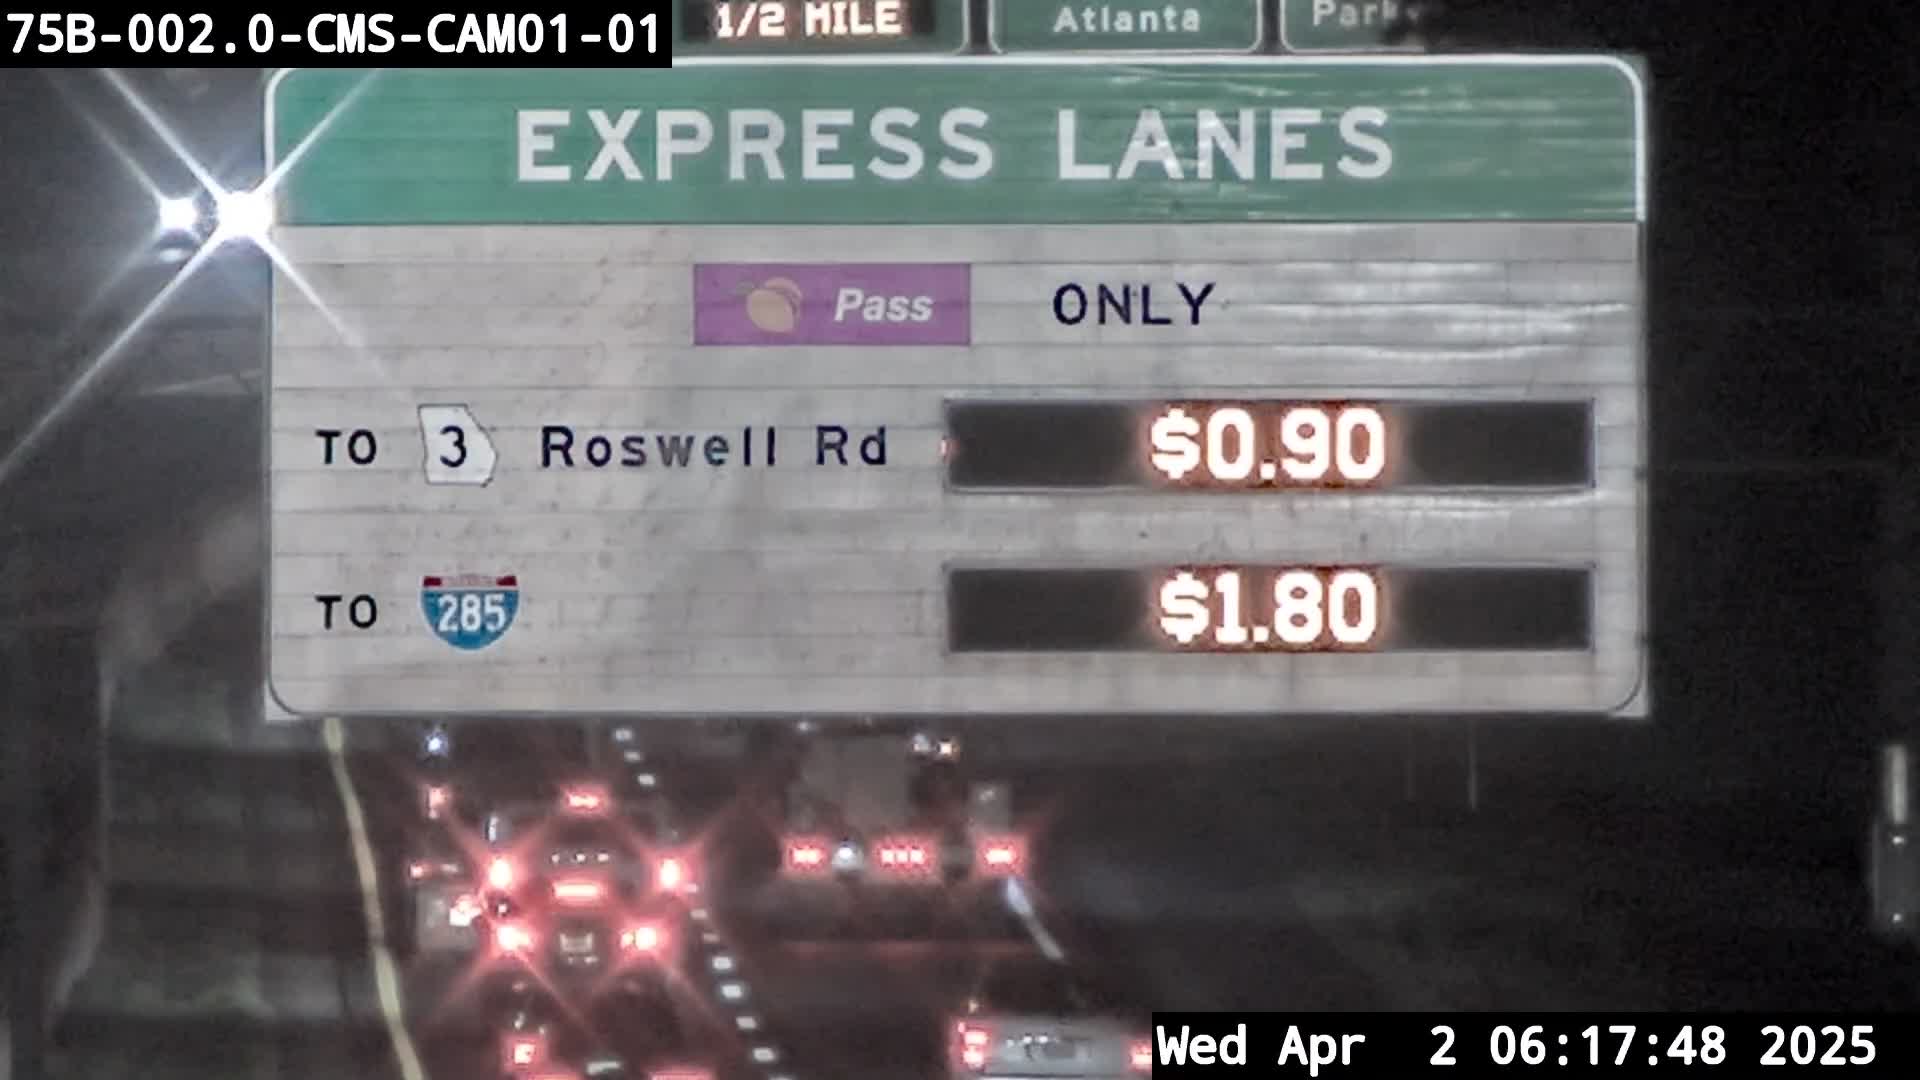 75B-002.0-CMS-CAM01-01
1/2 MILE
Atlanta
EXPRESS LANES
Pass ONLY
TO 3 Roswell Rd $0.90
TO 285 $1.80
Wed Apr 2 06:17:48 2025